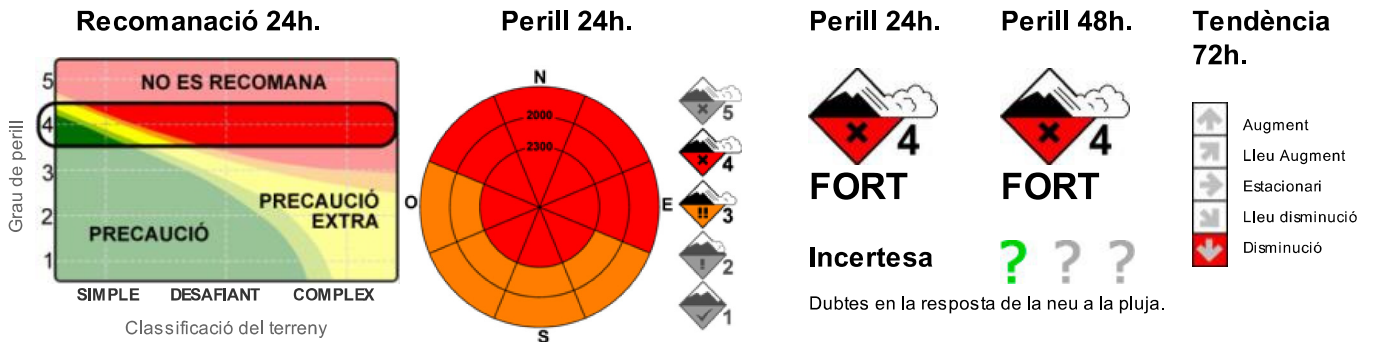 Recomanació 24h.
Grau de perill
5
4
3
2
1
NO ES RECOMANA
PRECAUCIÓ
EXTRA
PRECAUCIÓ
SIMPLE DESAFIANT COMPLEX
Classificació del terreny
Perill 24h.
N
2000
2300
O
E
S
5
4
!! 3
! 2
1
Perill 24h.
4
FORT
Perill 48h.
4
FORT
Incertesa ? ? ?
Dubtes en la resposta de la neu a la pluja.
Tendència
72h.
Augment
Lleu Augment
Estacionari
Lleu disminució
Disminució